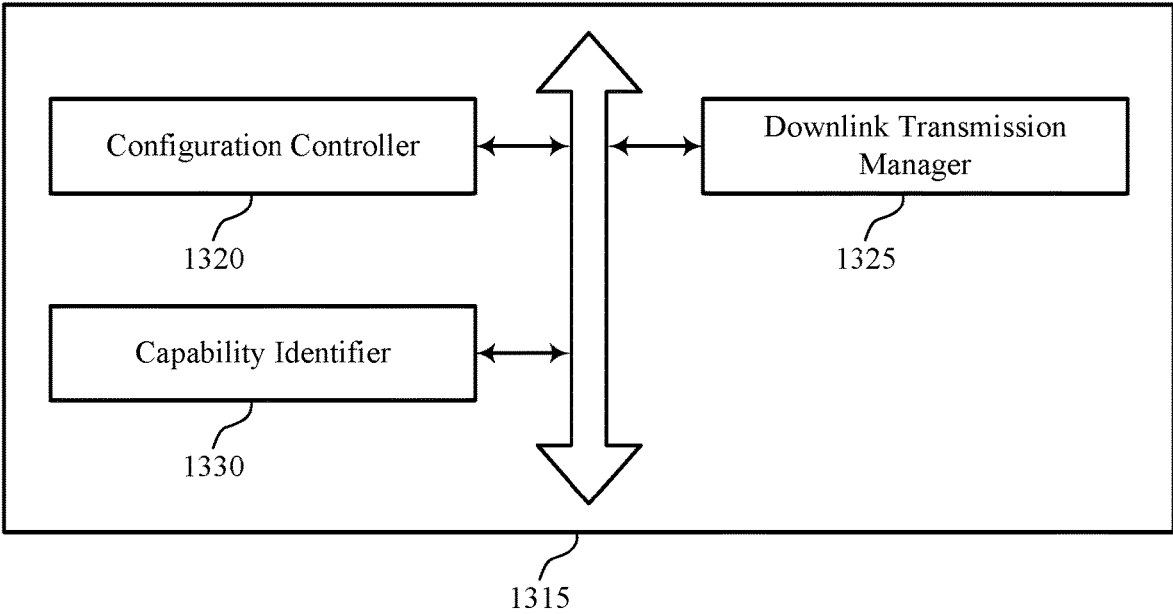 Configuration Controller
Downlink Transmission
Manager
1320
1325
Capability Identifier
1330
1315